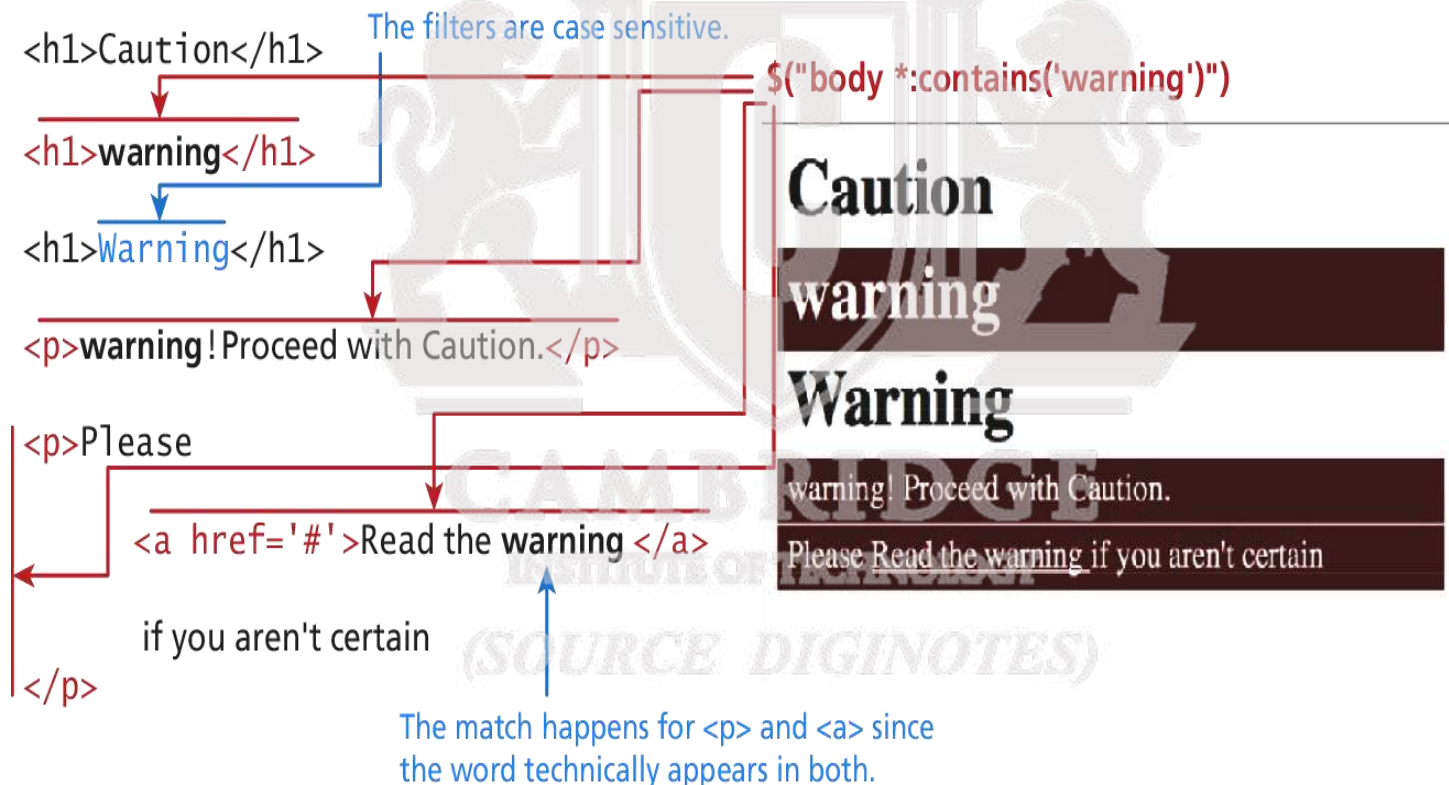 The filters are case sensitive.
<h1>Caution</h1>
$("body *:contains('warning')")
<h1>warning</h1>
<h1>Warning</h1>
<p>warning!Proceed with Caution.</p>
<p>Please
<a href='#'>Read the warning </a>
if you aren't certain
</p>
The match happens for <p> and <a> since
the word technically appears in both.
Caution
warning
Warning
warning! Proceed with Caution.
Please Read the warning if you aren't certain
CAMBRIDGE
INSTITUTE OF TECHNOLOGY
(SOURCE DIGINOTES)